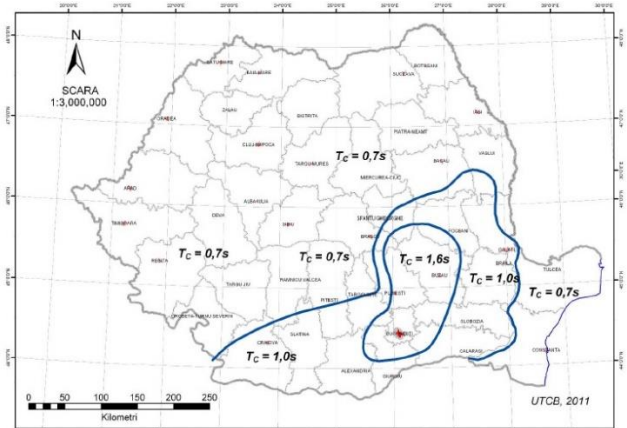 N
SCARA
1:3,000,000
SATU MARE
BAIA MARE
SUCEAVA
BOTOSANI
ZALAU
BISTRITA
IASI
ORADEA
CLUJ-NAPOCA
PIATRA NEAMT
T_C = 0,7s
TARGU MURES
BACAU
VASLUI
MIERCUREA-CIUC
ARAD
ALBA IULIA
DEVA
TIMISOARA
SIBIU
SFANTU GHEORGHE
BRASOV
FOCSANI
GALATI
T_C = 0,7s
T_C = 0,7s
T_C = 1,6s
RESITA
BRAILA
TULCEA
BUZAU
T_C = 1,0s
T_C = 0,7s
TARGU JIU
RAMNICU VALCEA
PITESTI
TARGOVISTE
PLOIESTI
DROBETA-TURNU SEVERIN
SLATINA
SLOBOZIA
CRAIOVA
CALARASI
CONSTANTA
T_C = 1,0s
ALEXANDRIA
GIURGIU
0 50 100 150 200 250
Kilometri
UTCB, 2011